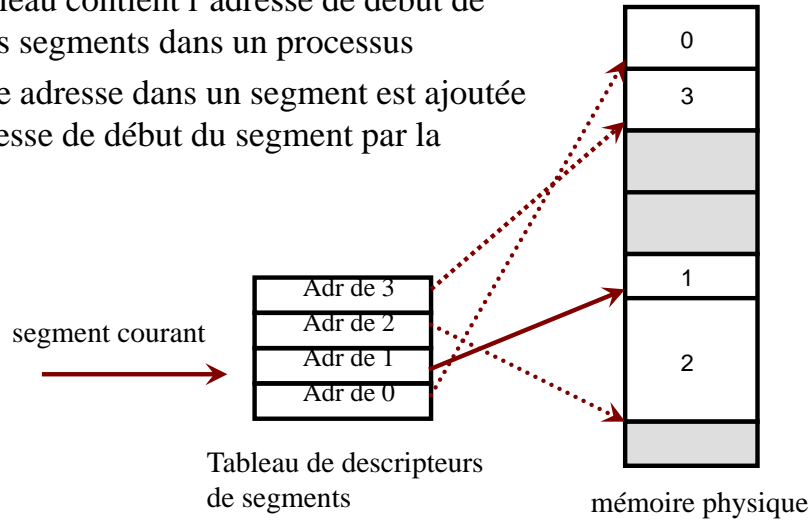 contient l'adresse de début de
segments dans un processus
adresse dans un segment est ajoutée
de début du segment par la
0
3
1
2
Adr de 3
Adr de 2
Adr de 1
Adr de 0
segment courant
Tableau de descripteurs
de segments
mémoire physique